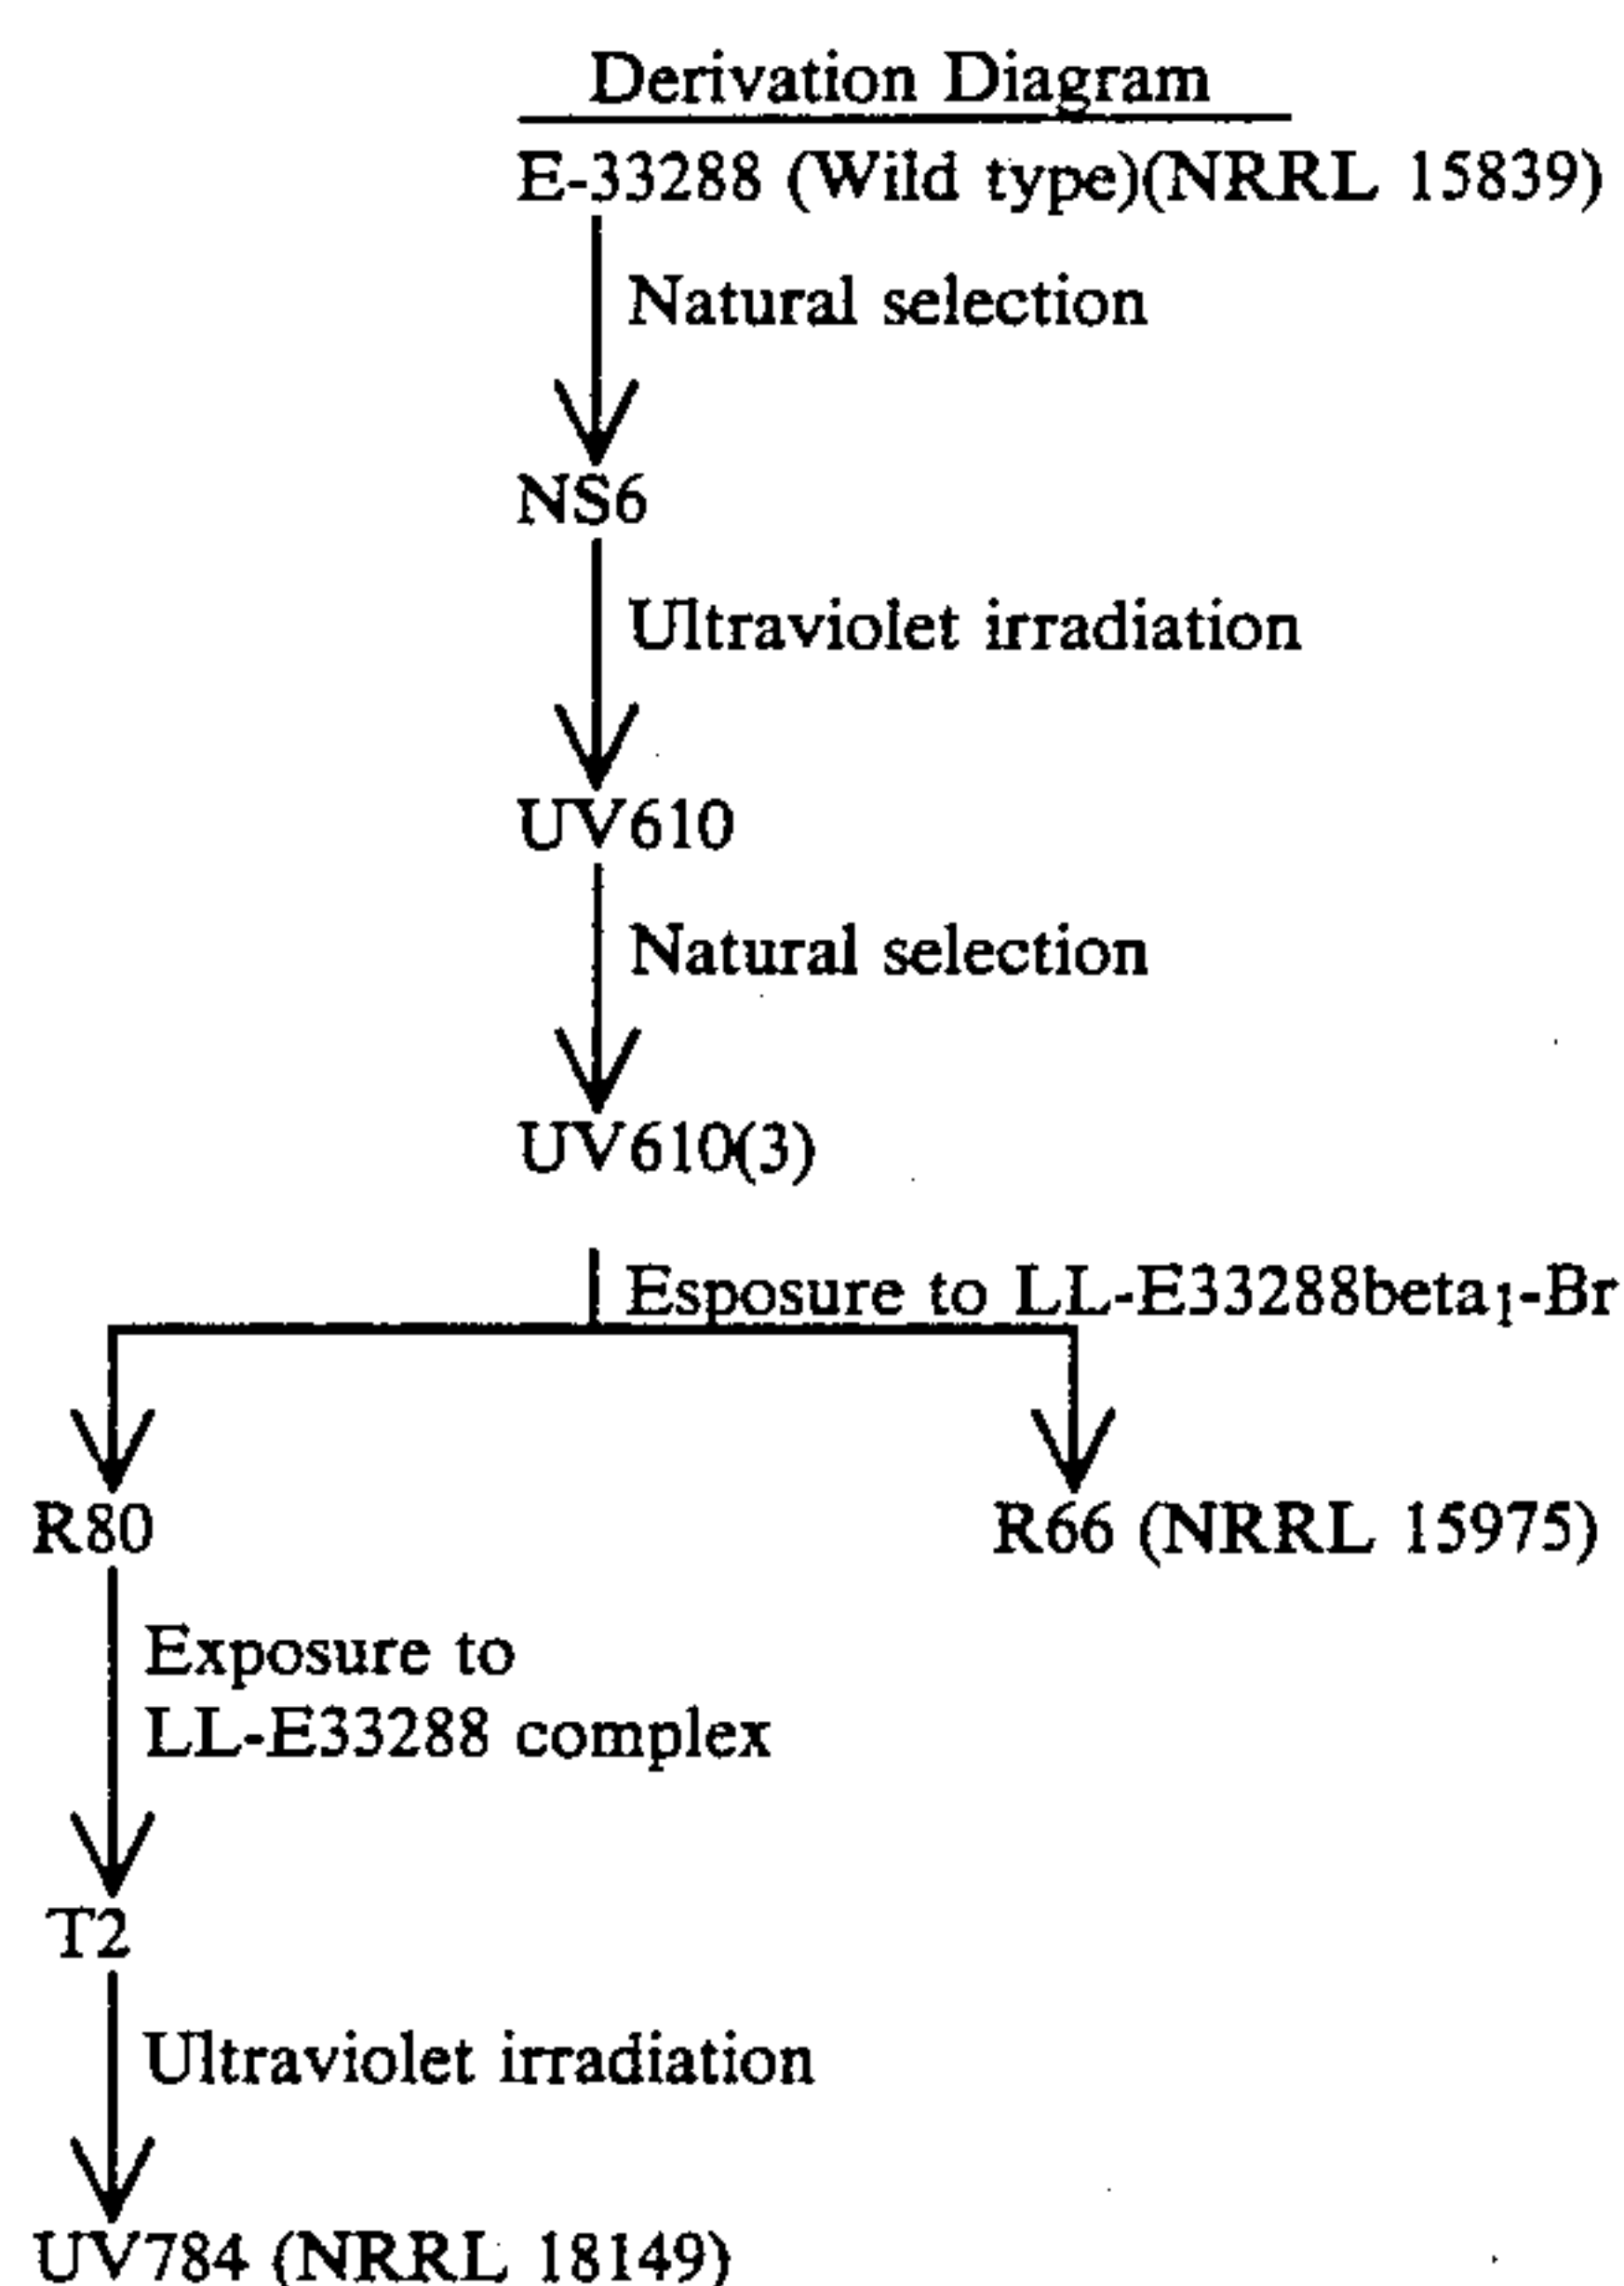 Derivation Diagram
E-33288 (Wild type)(NRRL 15839)
Natural selection
NS6
Ultraviolet irradiation
UV610
Natural selection
UV610(3)
Esposure to LL-E33288beta₁-Br
R80
R66 (NRRL 15975)
Exposure to
LL-E33288 complex
T2
Ultraviolet irradiation
UV784 (NRRL 18149)